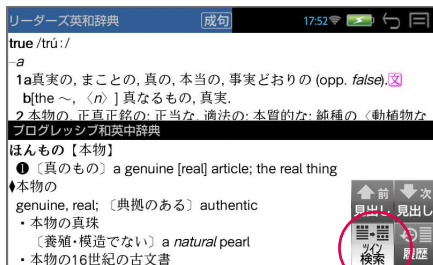 リーダーズ英和辞典 成句 17:52
true /trú:/
–a
1a真実の, まことの, 真の, 本当の, 事実どおりの (opp. false).文
b[the ～, 〈n〉] 真なるもの, 真実.
2 本物の, 正真正銘の; 正当な, 適法の; 本質的な; 純種の〈動植物な
プログレッシブ和英中辞典
ほんもの【本物】
❶〔真のもの〕a genuine [real] article; the real thing
♦本物の
genuine, real; 〔典拠のある〕authentic
・本物の真珠
〔養殖・模造でない〕a natural pearl
・本物の16世紀の古文書
前 見出し
次 見出し
ツイン 検索
履歴